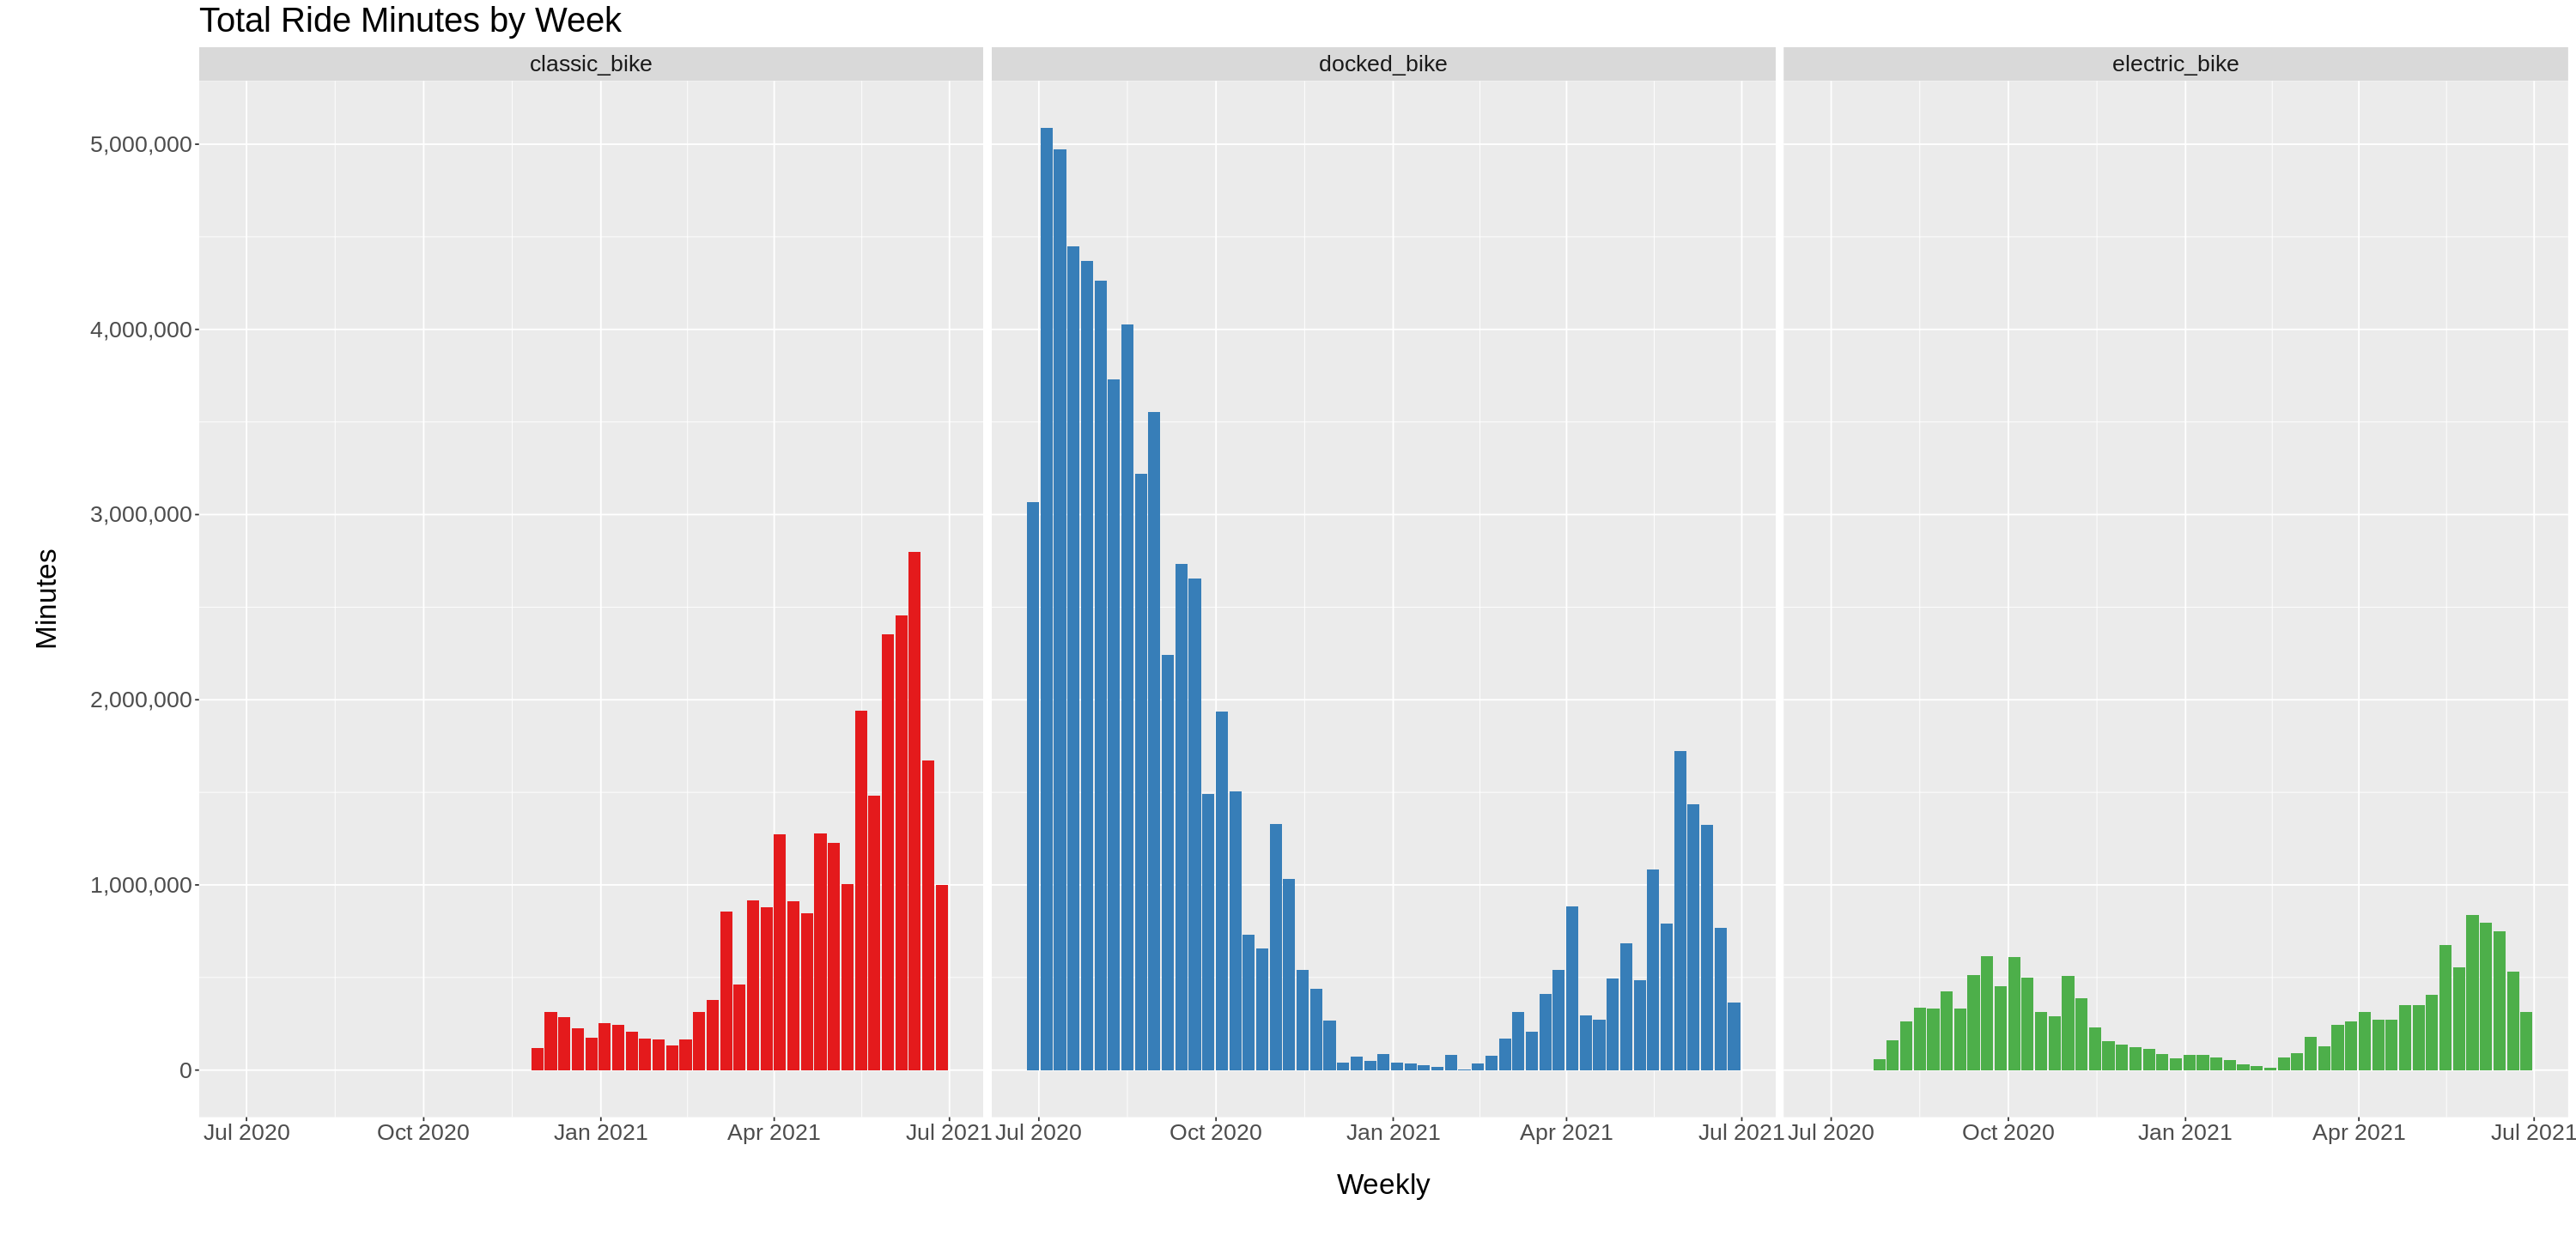 Total Ride Minutes by Week
classic_bike docked_bike electric_bike
5,000,000
4,000,000
3,000,000
2,000,000
1,000,000
0
Minutes
Jul 2020 Oct 2020 Jan 2021 Apr 2021 Jul 2021 Jul 2020 Oct 2020 Jan 2021 Apr 2021 Jul 2021 Jul 2020 Oct 2020 Jan 2021 Apr 2021 Jul 2021
Weekly